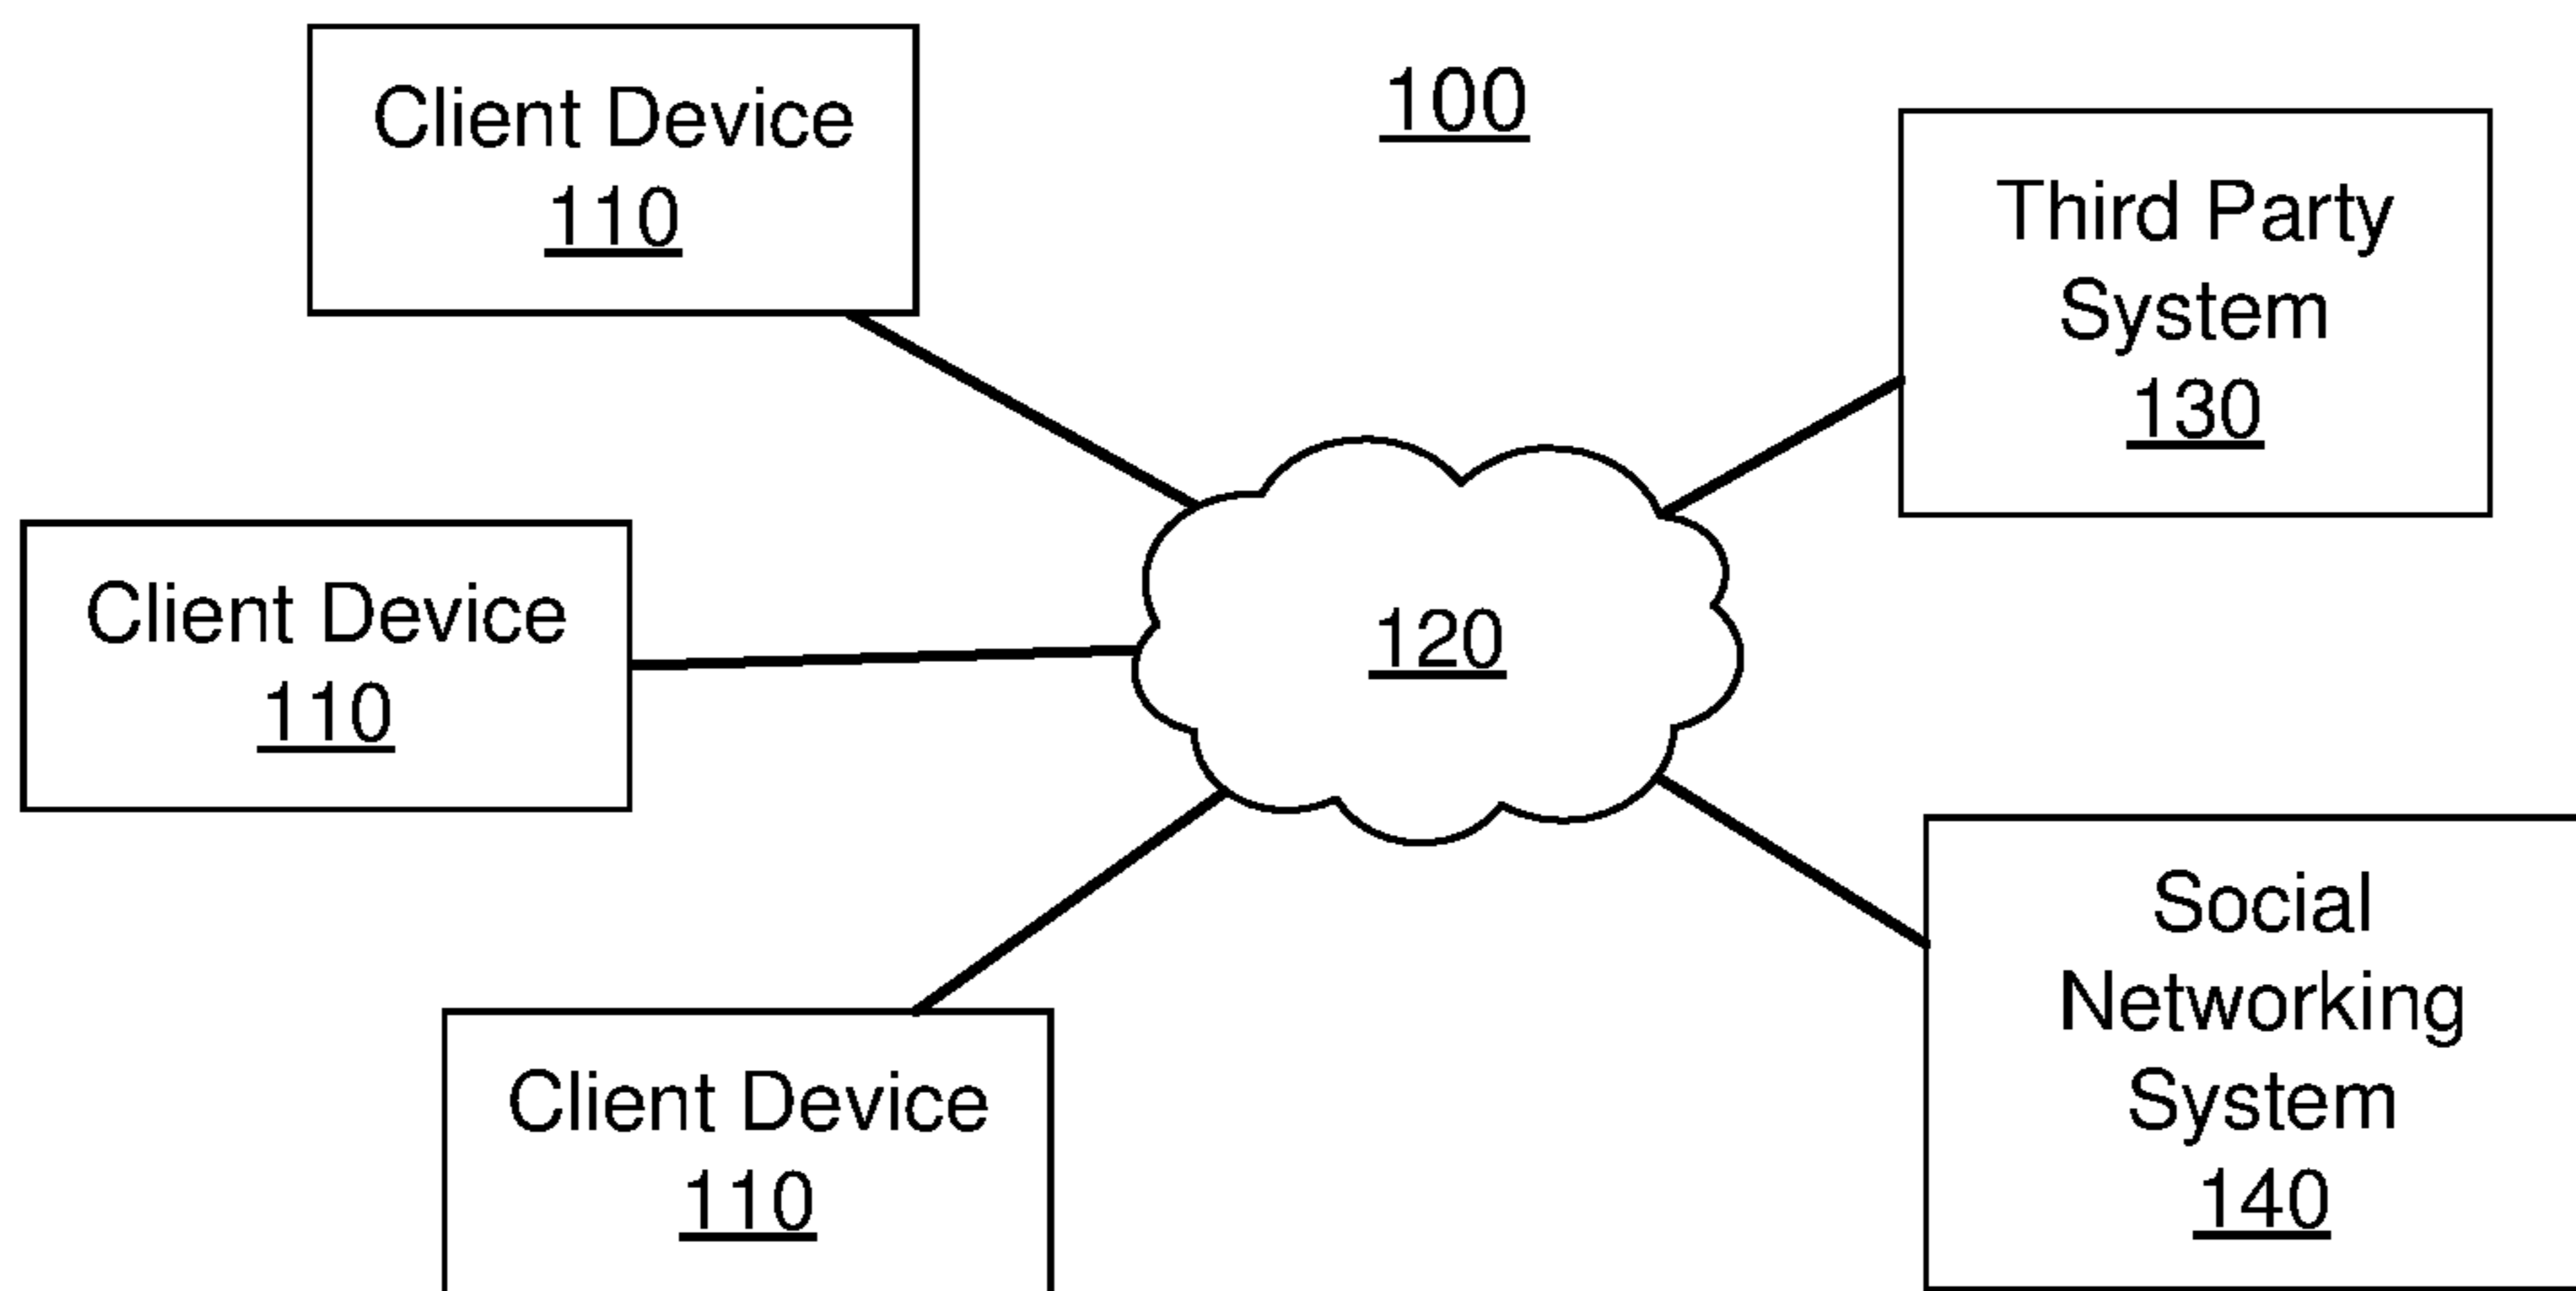 Client Device
110
100
Third Party
System
130
Client Device
110
120
Client Device
110
Social
Networking
System
140